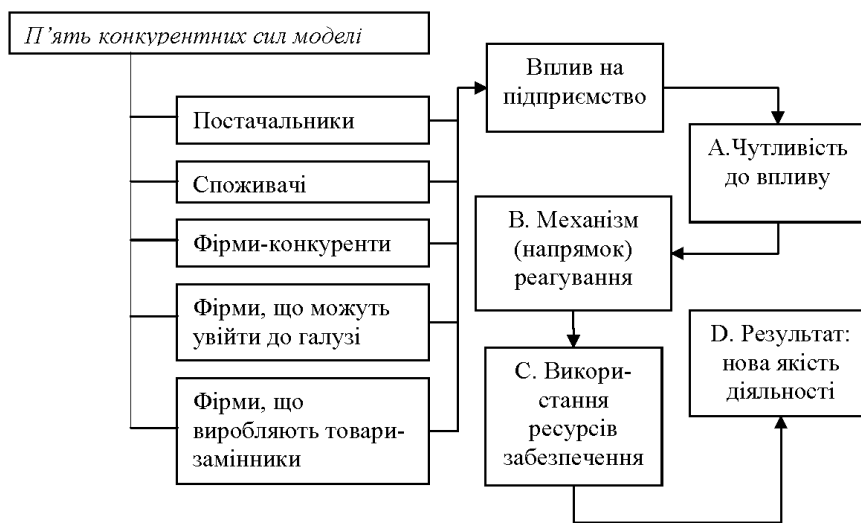 П’ять конкурентних сил моделі
Постачальники
Споживачі
Фірми-конкуренти
Фірми, що можуть
увійти до галузі
Фірми, що
виробляють товари-
замінники
Вплив на
підприємство
А.Чутливість
до впливу
В. Механізм
(напрямок)
реагування
С. Викори-
стання
ресурсів
забезпечення
D. Результат:
нова якість
діяльності